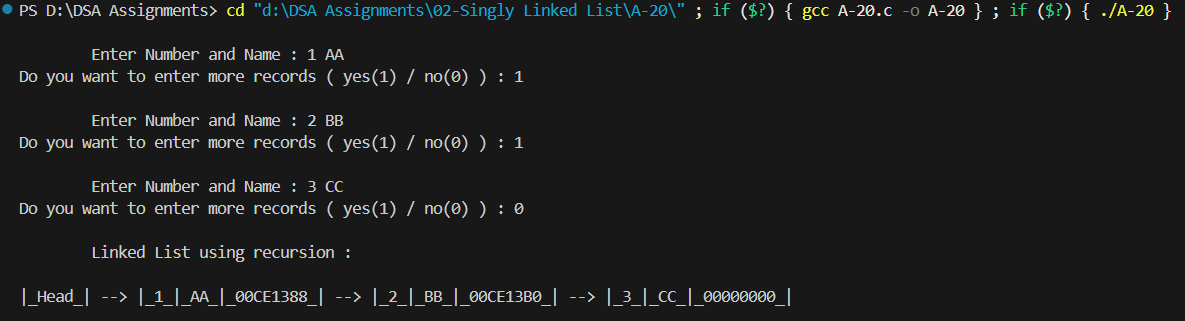 PS D:\DSA Assignments> cd "d:\DSA Assignments\02-Singly Linked List\A-20\" ; if ($?) { gcc A-20.c -o A-20 } ; if ($?) { ./A-20 }
Enter Number and Name : 1 AA
Do you want to enter more records ( yes(1) / no(0) ) : 1
Enter Number and Name : 2 BB
Do you want to enter more records ( yes(1) / no(0) ) : 1
Enter Number and Name : 3 CC
Do you want to enter more records ( yes(1) / no(0) ) : 0
Linked List using recursion :
|_Head_| --> |_1_|_AA_|_00CE1388_| --> |_2_|_BB_|_00CE13B0_| --> |_3_|_CC_|_00000000_|